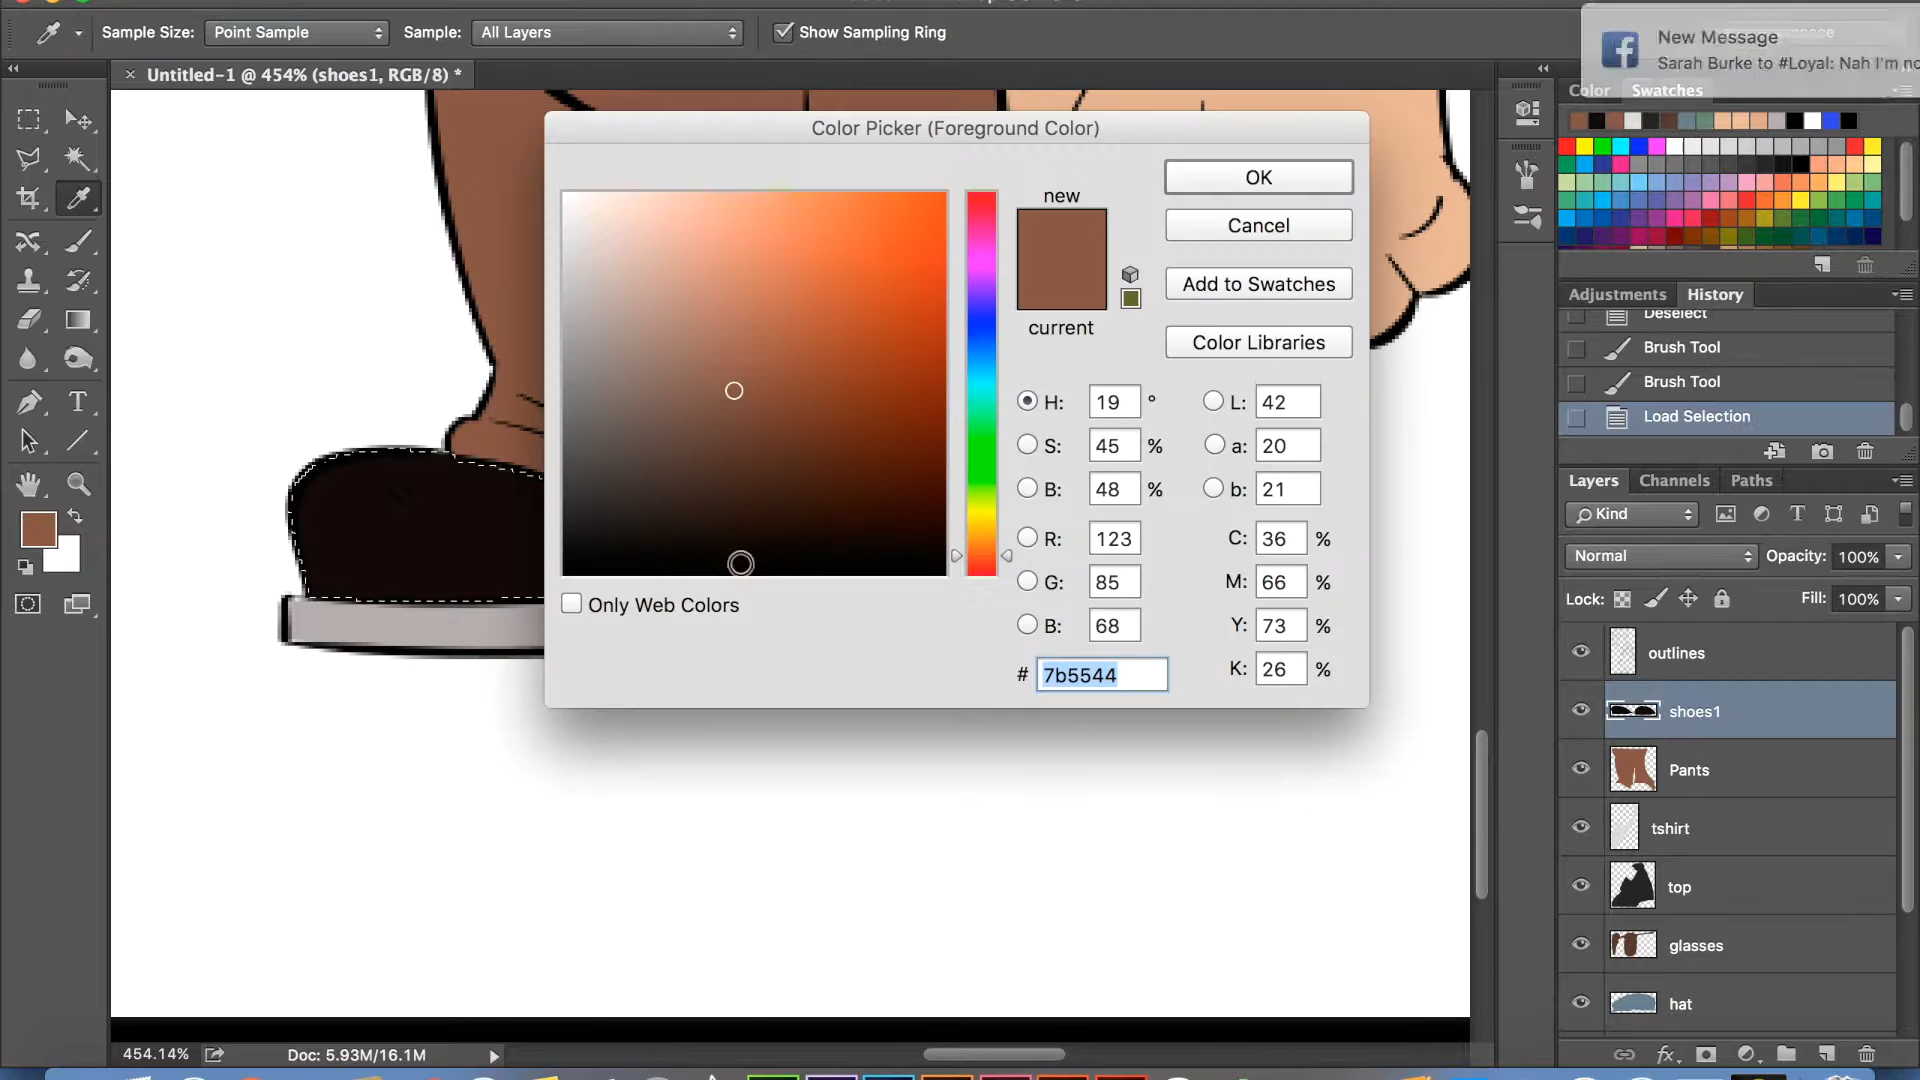 Sample Size: Point Sample Sample: All Layers Show Sampling Ring
New Message
Sarah Burke to #Loyal: Nah I'm no
Untitled-1 @ 454% (shoes1, RGB/8) *
Color Swatches
Color Picker (Foreground Color)
new
current
OK
Cancel
Add to Swatches
Color Libraries
H: 19 °
S: 45 %
B: 48 %
R: 123
G: 85
B: 68
# 7b5544
L: 42
a: 20
b: 21
C: 36 %
M: 66 %
Y: 73 %
K: 26 %
Only Web Colors
Adjustments History
Deselect
Brush Tool
Brush Tool
Load Selection
Layers Channels Paths
Kind
Normal Opacity: 100%
Lock: Fill: 100%
outlines
shoes1
Pants
tshirt
top
glasses
hat
454.14% Doc: 5.93M/16.1M